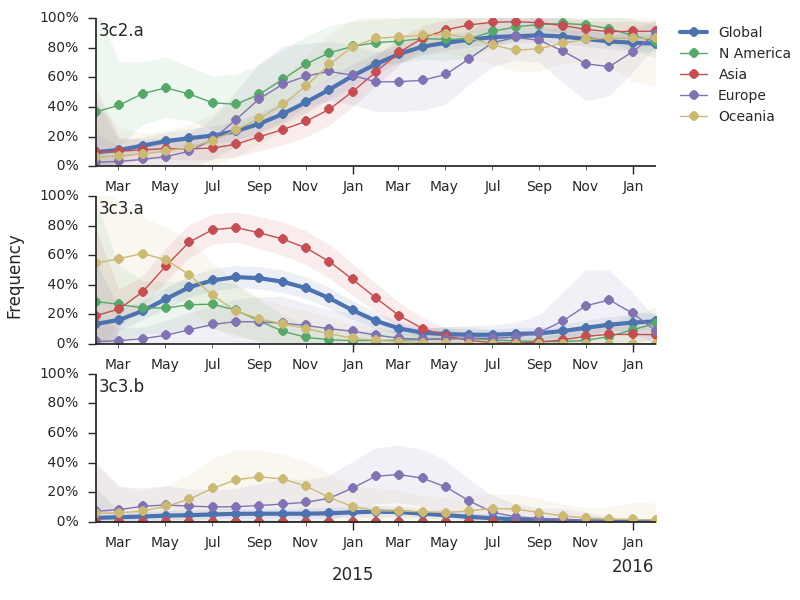 100%
80%
60%
40%
20%
0%
3c2.a
Mar May Jul Sep Nov Jan Mar May Jul Sep Nov Jan
Global
N America
Asia
Europe
Oceania
Frequency
100%
80%
60%
40%
20%
0%
3c3.a
Mar May Jul Sep Nov Jan Mar May Jul Sep Nov Jan
100%
80%
60%
40%
20%
0%
3c3.b
Mar May Jul Sep Nov Jan Mar May Jul Sep Nov Jan
2015 2016